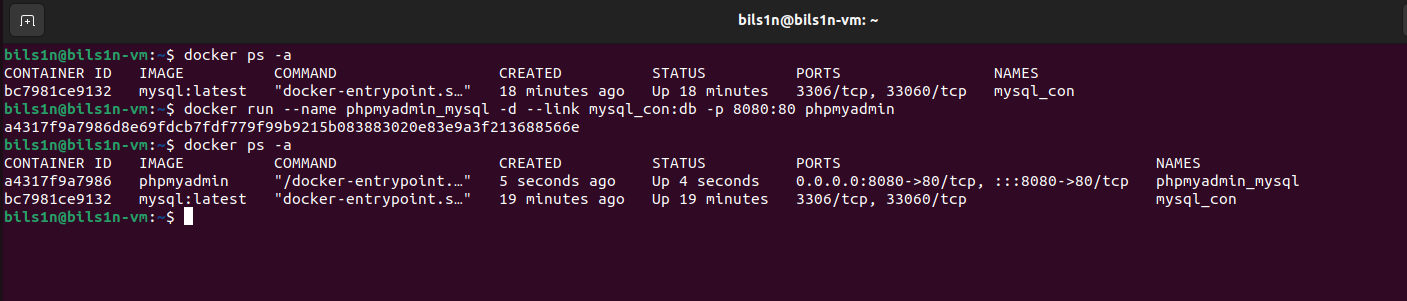 bils1n@bils1n-vm: ~
bils1n@bils1n-vm:~$ docker ps -a
CONTAINER ID   IMAGE          COMMAND                  CREATED          STATUS          PORTS                 NAMES
bc7981ce9132   mysql:latest   "docker-entrypoint.s…"   18 minutes ago   Up 18 minutes   3306/tcp, 33060/tcp   mysql_con
bils1n@bils1n-vm:~$ docker run --name phpmyadmin_mysql -d --link mysql_con:db -p 8080:80 phpmyadmin
a4317f9a7986d8e69fdcb7fdf779f99b9215b083883020e83e9a3f213688566e
bils1n@bils1n-vm:~$ docker ps -a
CONTAINER ID   IMAGE          COMMAND                  CREATED          STATUS          PORTS                                   NAMES
a4317f9a7986   phpmyadmin     "/docker-entrypoint.…"   5 seconds ago    Up 4 seconds    0.0.0.0:8080->80/tcp, :::8080->80/tcp   phpmyadmin_mysql
bc7981ce9132   mysql:latest   "docker-entrypoint.s…"   19 minutes ago   Up 19 minutes   3306/tcp, 33060/tcp                     mysql_con
bils1n@bils1n-vm:~$